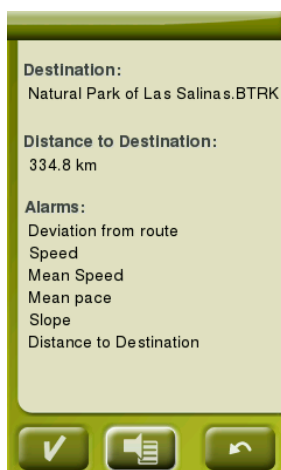 Destination:
Natural Park of Las Salinas.BTRK
Distance to Destination:
334.8 km
Alarms:
Deviation from route
Speed
Mean Speed
Mean pace
Slope
Distance to Destination